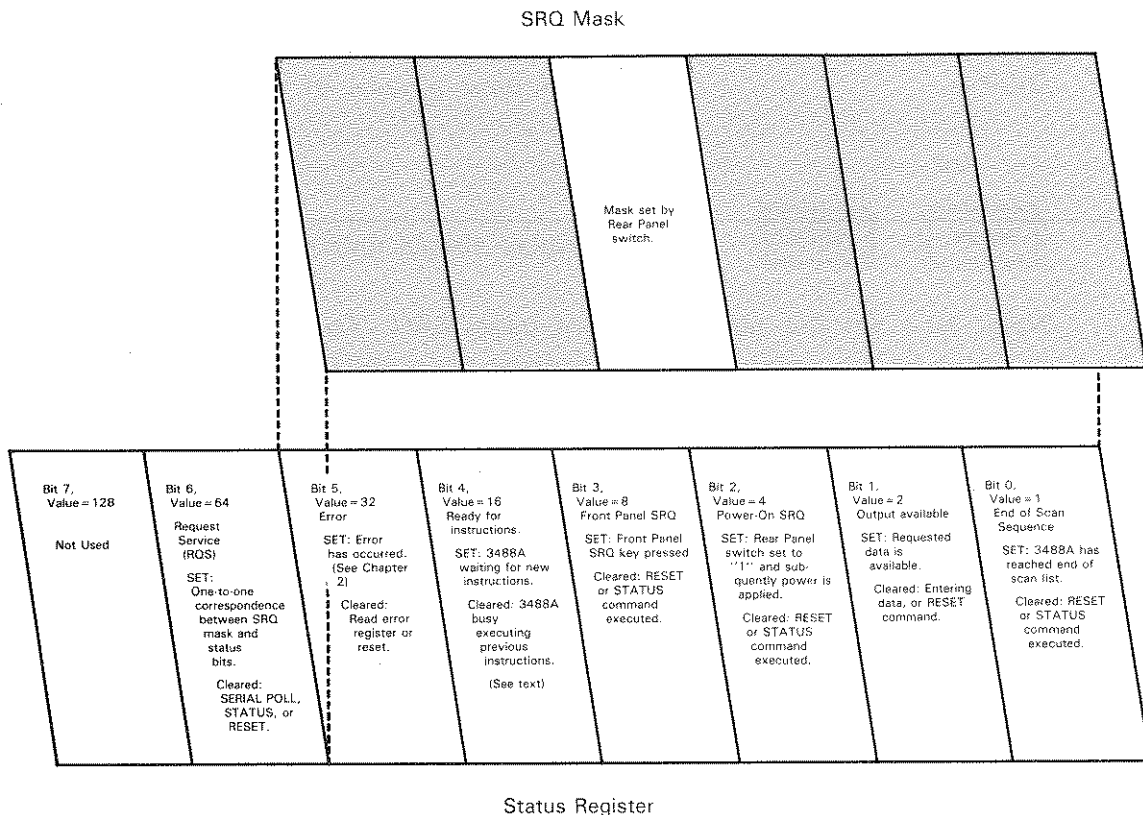 SRQ Mask
Mask set by
Rear Panel
switch.
Bit 7,
Value = 128
Not Used
Bit 6,
Value = 64
Request
Service
(RQS)
SET:
One-to-one
correspondence
between SRQ
mask and
status
bits.
Cleared:
SERIAL POLL,
STATUS, or
RESET.
Bit 5,
Value = 32
Error
SET: Error
has occurred.
(See Chapter
2)
Cleared:
Read error
register or
reset.
Bit 4,
Value = 16
Ready for
instructions.
SET: 3488A
waiting for new
instructions.
Cleared: 3488A
busy
executing
previous
instructions.
(See text)
Bit 3,
Value = 8
Front Panel SRQ
SET: Front Panel
SRQ key pressed
Cleared: RESET
or STATUS
command
executed.
Bit 2,
Value = 4
Power-On SRQ
SET: Rear Panel
switch set to
''1'' and sub-
quently power is
applied.
Cleared: RESET
or STATUS
command
executed.
Bit 1,
Value = 2
Output available
SET: Requested
data is
available.
Cleared: Entering
data, or RESET
command.
Bit 0,
Value = 1
End of Scan
Sequence
SET: 3488A has
reached end of
scan list.
Cleared: RESET
or STATUS
command
executed.
Status Register